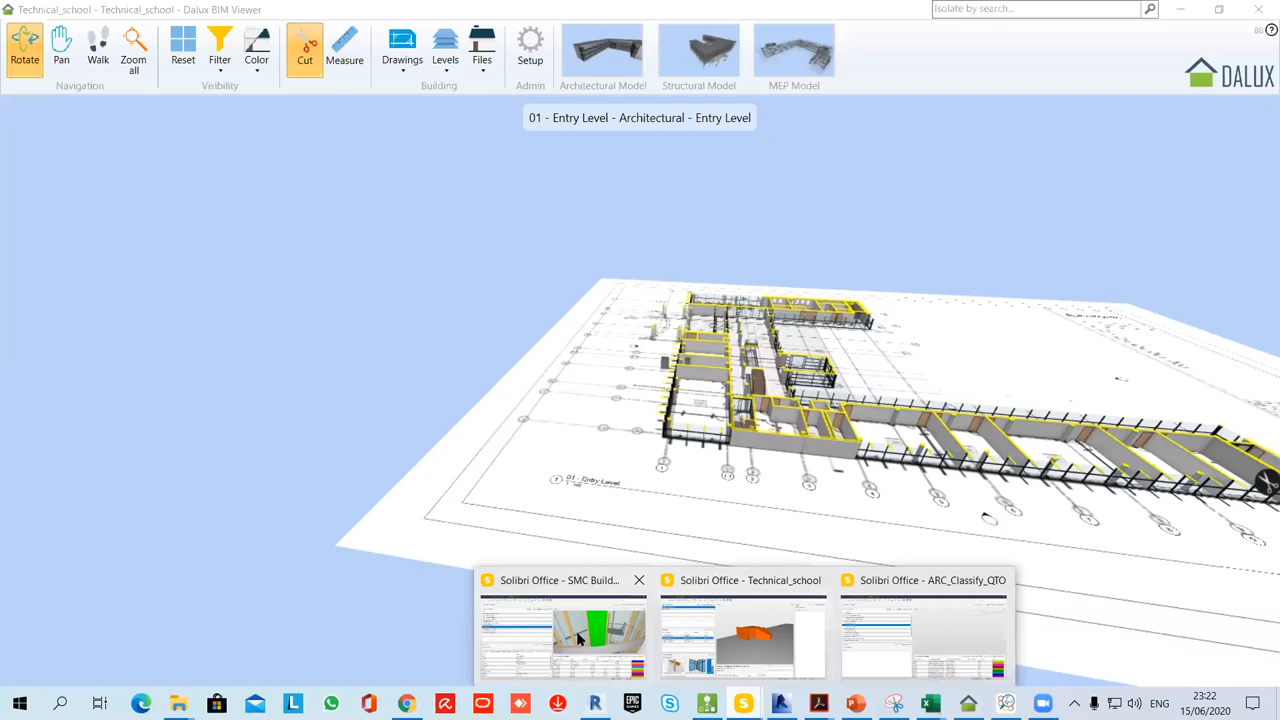 Technical_school - Technical_school - Dalux BIM Viewer
Isolate by search...
Rotate
Pan
Walk
Zoom all
Reset
Filter
Color
Cut
Measure
Drawings
Levels
Files
Setup
Navigation
Visibility
Building
Admin
Architectural Model
Structural Model
MEP Model
DALUX
01 - Entry Level - Architectural - Entry Level
01 - Entry Level
Solibri Office - SMC Build...
Solibri Office - Technical_school
Solibri Office - ARC_Classify_QTO
ENG
23:22
15/06/2020